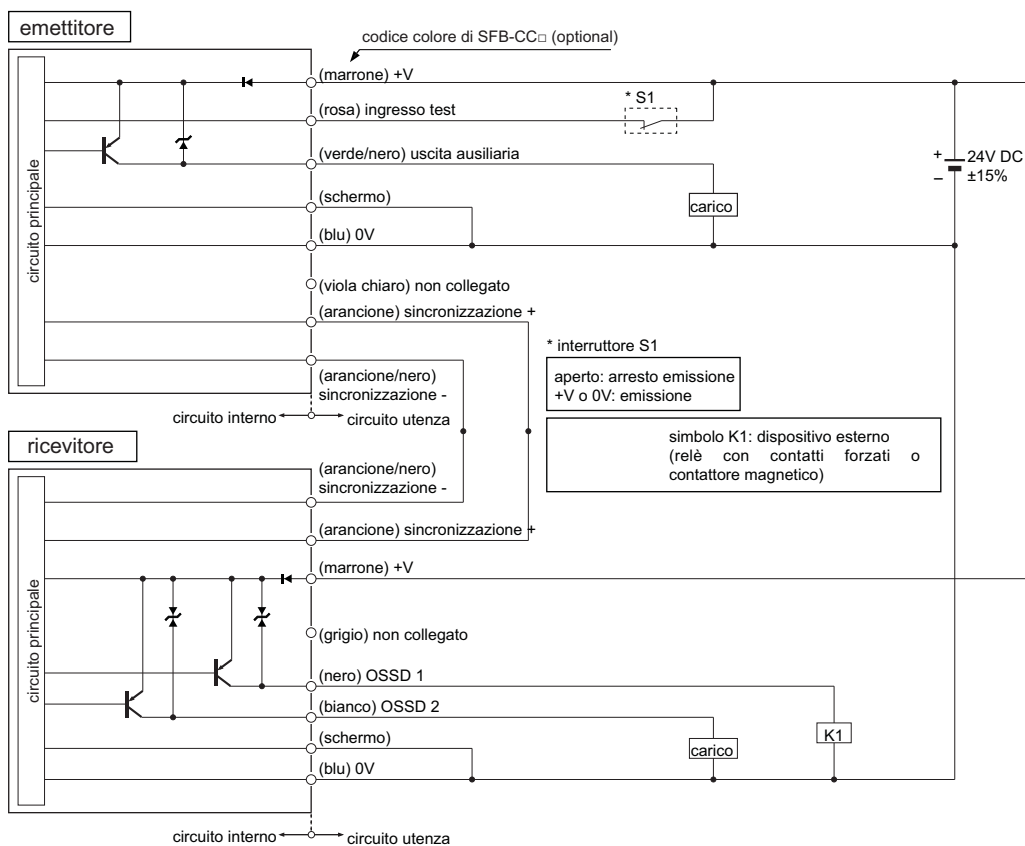 emettitore
codice colore di SFB-CC□ (optional)
circuito principale
(marrone) +V
(rosa) ingresso test
* S1
(verde/nero) uscita ausiliaria
carico
+
−
24V DC
±15%
(schermo)
(blu) 0V
(viola chiaro) non collegato
(arancione) sincronizzazione +
(arancione/nero)
sincronizzazione -
circuito interno
circuito utenza
* interruttore S1
aperto: arresto emissione
+V o 0V: emissione
simbolo K1: dispositivo esterno
(relè con contatti forzati o
contattore magnetico)
ricevitore
circuito principale
(arancione/nero)
sincronizzazione -
(arancione) sincronizzazione +
(marrone) +V
(grigio) non collegato
(nero) OSSD 1
(bianco) OSSD 2
K1
carico
(schermo)
(blu) 0V
circuito interno
circuito utenza